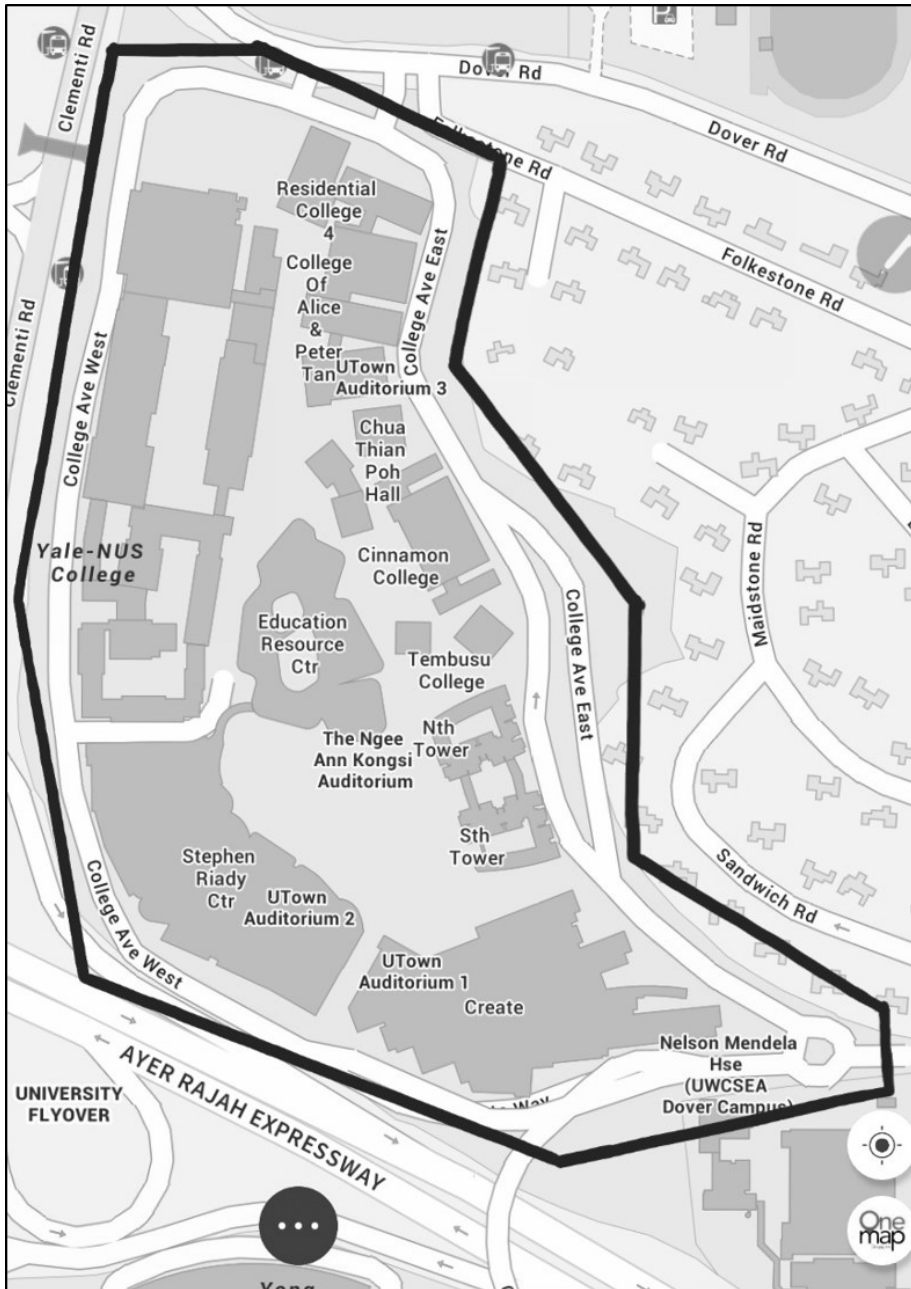 Clementi Rd
Dover Rd
Folkestone Rd
Dover Rd
Residential
College
4
College Ave East
Folkestone Rd
College
Of
Alice
&
Peter
Tan
Clementi Rd
College Ave West
UTown
Auditorium 3
Chua
Thian
Poh
Hall
Yale-NUS
College
Cinnamon
College
Maidstone Rd
Education
Resource
Ctr
College Ave East
Tembusu
College
The Ngee
Ann Kongsi
Auditorium
Nth
Tower
Sth
Tower
Stephen
Riady
Ctr
UTown
Auditorium 2
Sandwich Rd
College Ave West
UTown
Auditorium 1
Create
Nelson Mendela
Hse
(UWCSEA
Dover Campus)
Way
AYER RAJAH EXPRESSWAY
UNIVERSITY
FLYOVER
One
map